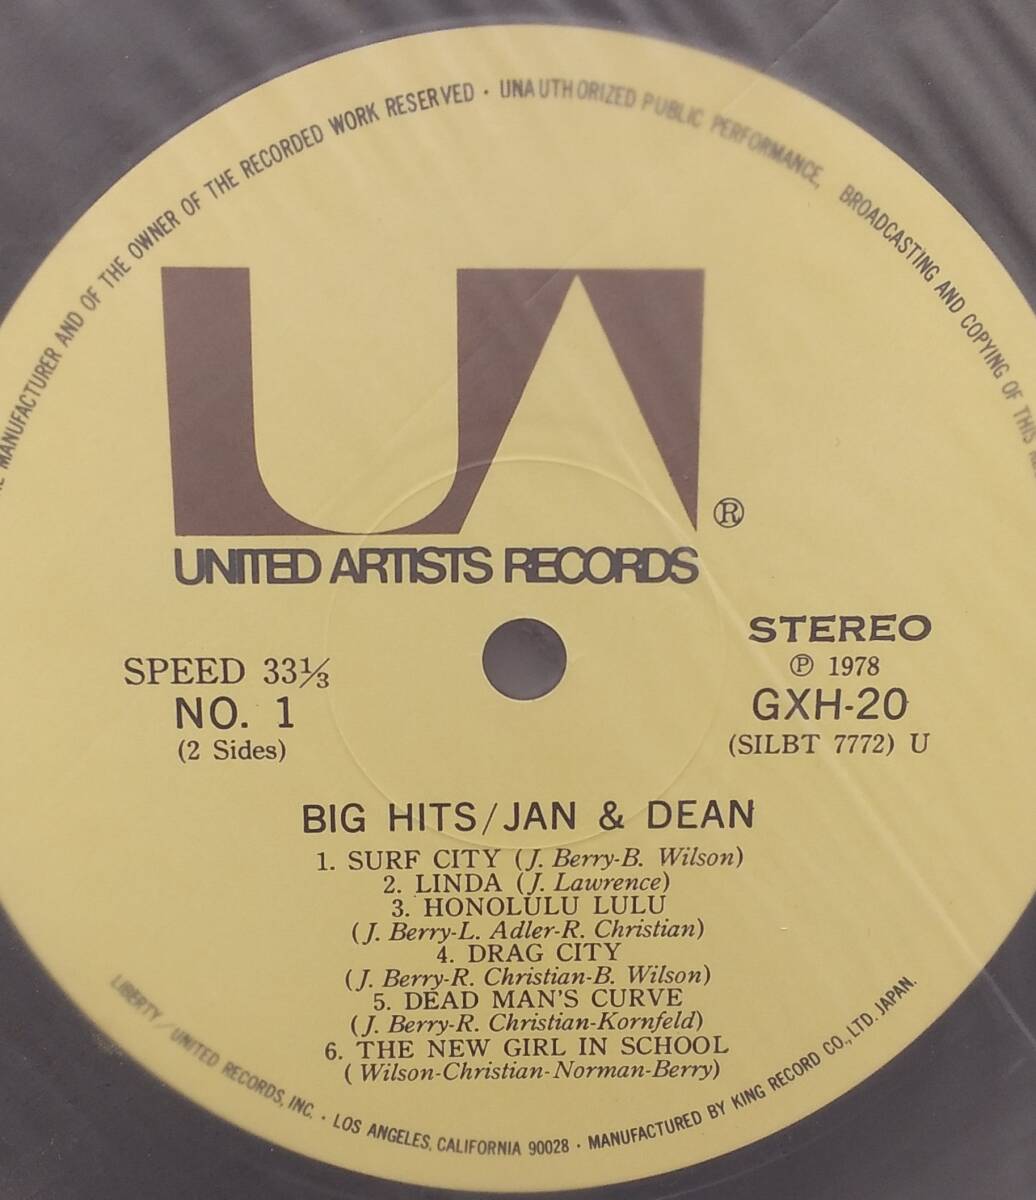 MANUFACTURER AND OF THE OWNER OF THE RECORDED WORK RESERVED · UNAUTHORIZED PUBLIC PERFORMANCE, BROADCASTING AND COPYING OF THIS
UA ®
UNITED ARTISTS RECORDS
SPEED 33⅓
NO. 1
(2 Sides)
STEREO
℗ 1978
GXH-20
(SILBT 7772) U
BIG HITS/JAN & DEAN
1. SURF CITY (J. Berry-B. Wilson)
2. LINDA (J. Lawrence)
3. HONOLULU LULU
(J. Berry-L. Adler-R. Christian)
4. DRAG CITY
(J. Berry-R. Christian-B. Wilson)
5. DEAD MAN'S CURVE
(J. Berry-R. Christian-Kornfeld)
6. THE NEW GIRL IN SCHOOL
(Wilson-Christian-Norman-Berry)
LIBERTY/UNITED RECORDS, INC. · LOS ANGELES, CALIFORNIA 90028 · MANUFACTURED BY KING RECORD CO., LTD. JAPAN.